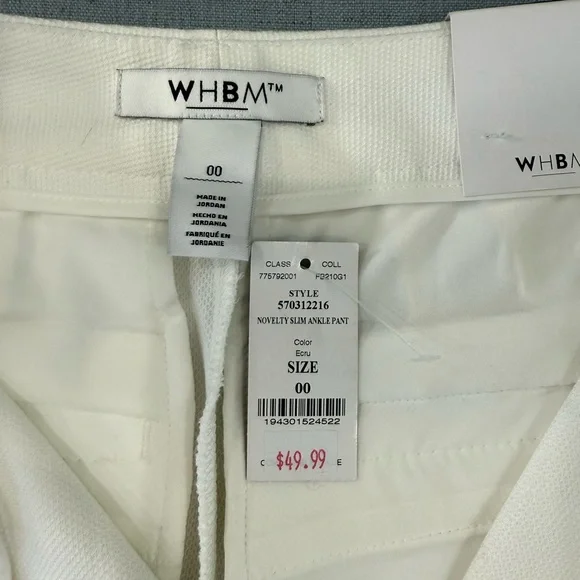 WHBM™
00
MADE IN
JORDAN
HECHO EN
JORDANIA
FABRIQUÉ EN
JORDANIE
WHBM
CLASS COLL
775792001 PB210G1
STYLE
570312216
NOVELTY SLIM ANKLE PANT
Color
Ecru
SIZE
00
194301524522
$49.99